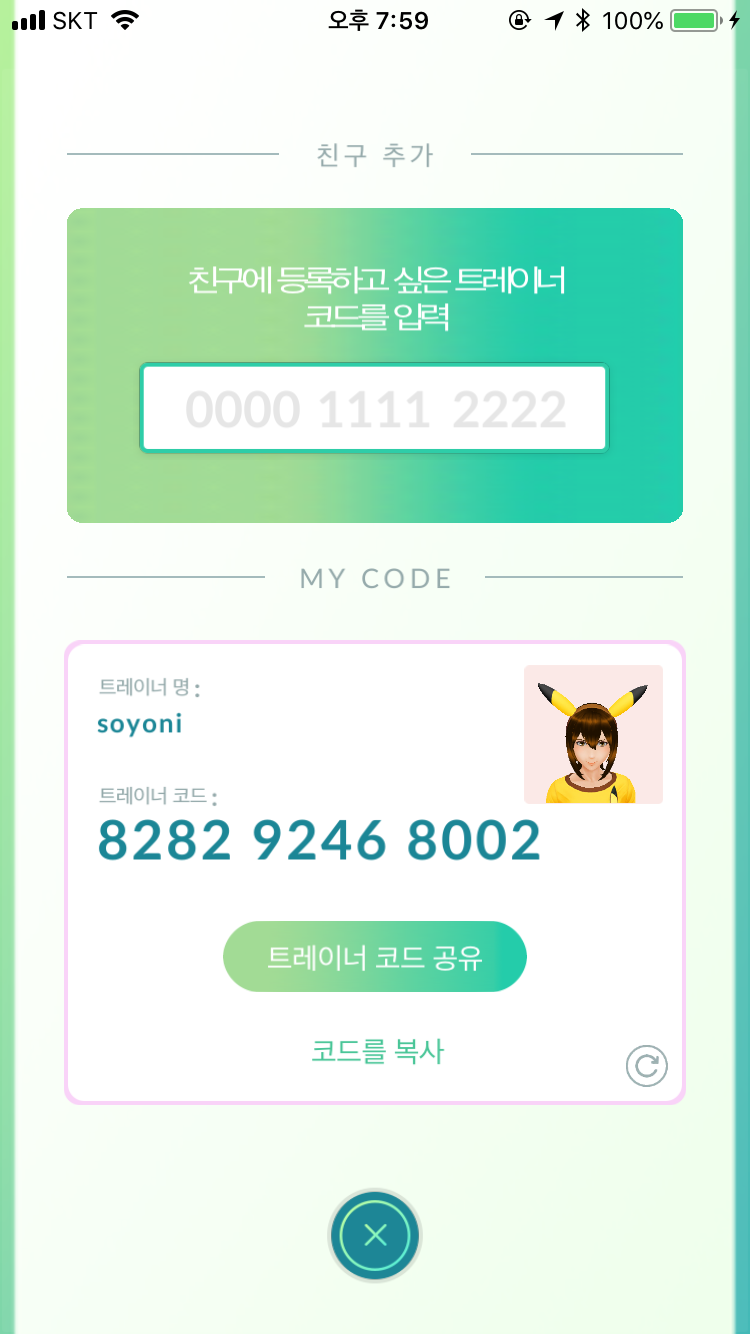 SKT 오후 7:59 100%
친구 추가
친구에 등록하고 싶은 트레이너
코드를 입력
0000 1111 2222
MY CODE
트레이너 명 :
soyoni
트레이너 코드 :
8282 9246 8002
트레이너 코드 공유
코드를 복사